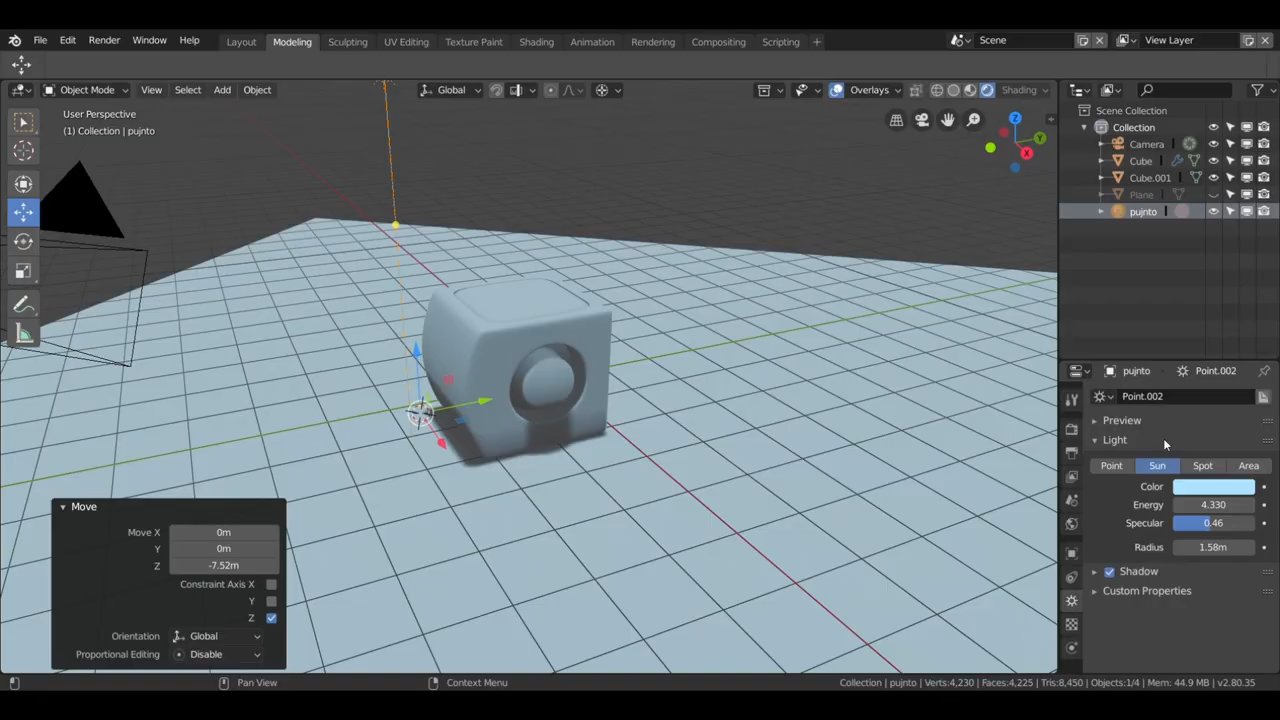 File Edit Render Window Help Layout Modeling Sculpting UV Editing Texture Paint Shading Animation Rendering Compositing Scripting + Scene View Layer
Object Mode View Select Add Object Global Overlays Shading
User Perspective
(1) Collection | pujnto
Z
Y
X
Scene Collection
Collection
Camera
Cube
Cube.001
Plane
pujnto
pujnto Point.002
Point.002
Preview
Light
Point Sun Spot Area
Color
Energy 4.330
Specular 0.46
Radius 1.58m
Shadow
Custom Properties
Move
Move X 0m
Y 0m
Z -7.52m
Constraint Axis X
Y
Z
Orientation Global
Proportional Editing Disable
Pan View Context Menu Collection | pujnto | Verts:4,230 | Faces:4,225 | Tris:8,450 | Objects:1/4 | Mem: 44.9 MB | v2.80.35